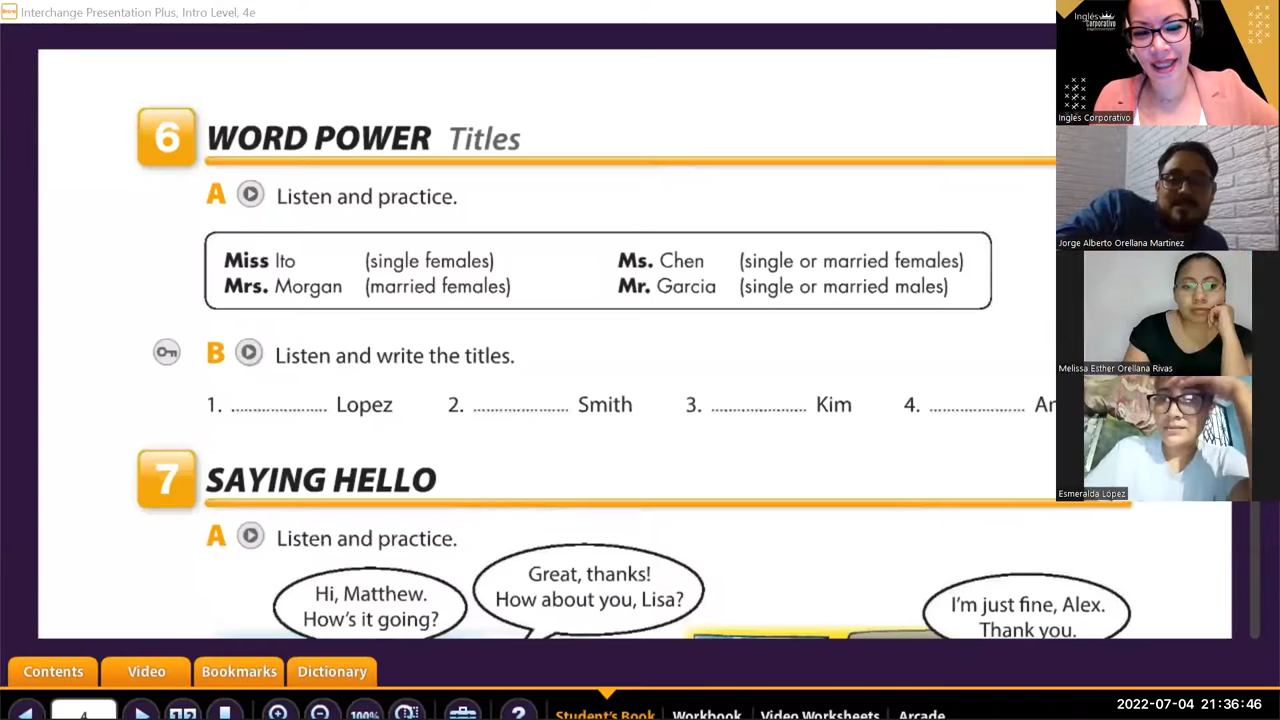 Interchange Presentation Plus, Intro Level, 4e
6 WORD POWER Titles
A Listen and practice.
Miss Ito (single females) Ms. Chen (single or married females)
Mrs. Morgan (married females) Mr. Garcia (single or married males)
B Listen and write the titles.
1. .................... Lopez 2. .................... Smith 3. .................... Kim 4. ....................
7 SAYING HELLO
A Listen and practice.
Hi, Matthew.
How's it going?
Great, thanks!
How about you, Lisa?
I'm just fine, Alex.
Thank you.
Contents Video Bookmarks Dictionary
4 100% ? Student's Book Workbook Video Worksheets Arcade
Inglés
Corporativo
Inglés Corporativo
Jorge Alberto Orellana Martinez
Melissa Esther Orellana Rivas
Esmeralda López
2022-07-04 21:36:46